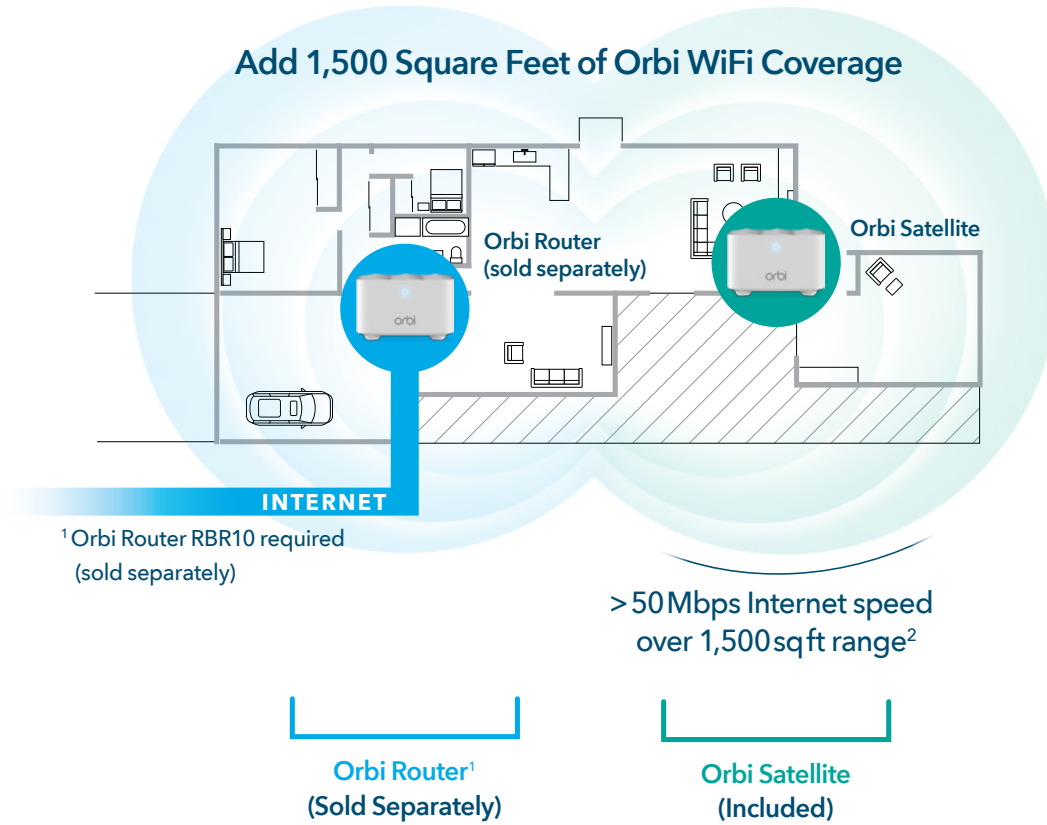 Add 1,500 Square Feet of Orbi WiFi Coverage
Orbi Router
(sold separately)
Orbi Satellite
orbi
orbi
INTERNET
¹ Orbi Router RBR10 required
(sold separately)
> 50 Mbps Internet speed
over 1,500 sq ft range²
Orbi Router¹
(Sold Separately)
Orbi Satellite
(Included)